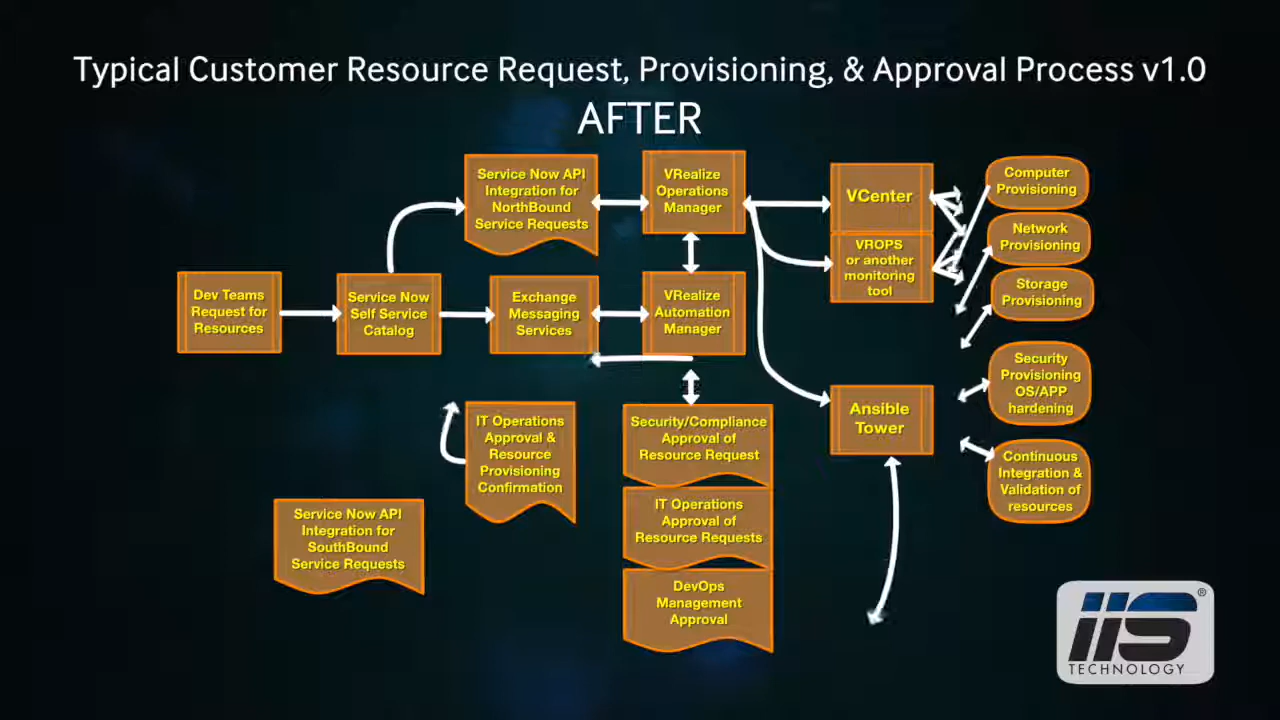 Typical Customer Resource Request, Provisioning, & Approval Process v1.0
AFTER
Service Now API
Integration for
NorthBound
Service Requests
VRealize
Operations
Manager
VCenter
VROPS
or another
monitoring
tool
Computer
Provisioning
Network
Provisioning
Storage
Provisioning
Dev Teams
Request for
Resources
Service Now
Self Service
Catalog
Exchange
Messaging
Services
VRealize
Automation
Manager
Security
Provisioning
OS/APP
hardening
Ansible
Tower
IT Operations
Approval &
Resource
Provisioning
Confirmation
Security/Compliance
Approval of
Resource Request
Continuous
Integration &
Validation of
resources
Service Now API
Integration for
SouthBound
Service Requests
IT Operations
Approval of
Resource Requests
DevOps
Management
Approval
iiS®
TECHNOLOGY